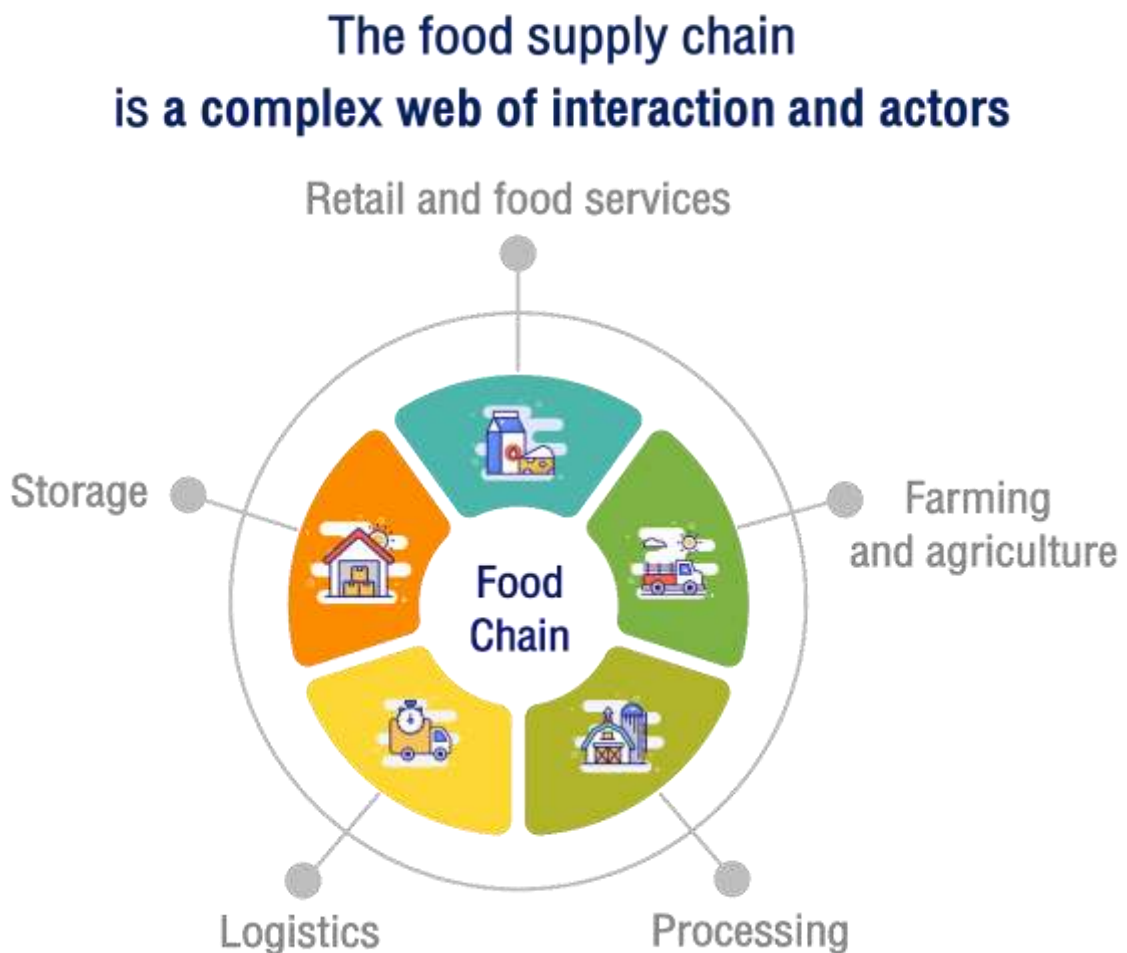 The food supply chain
is a complex web of interaction and actors
Retail and food services
Storage
Farming
and agriculture
Food
Chain
Logistics
Processing